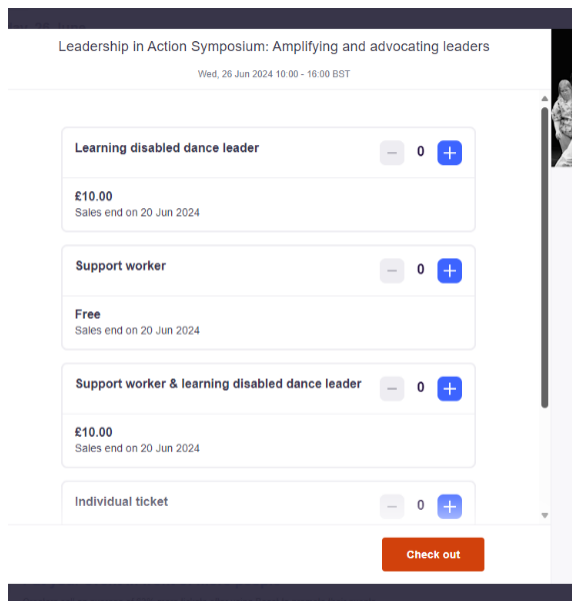 Leadership in Action Symposium: Amplifying and advocating leaders
Wed, 26 Jun 2024 10:00 - 16:00 BST
Learning disabled dance leader
0
£10.00
Sales end on 20 Jun 2024
Support worker
0
Free
Sales end on 20 Jun 2024
Support worker & learning disabled dance leader
0
£10.00
Sales end on 20 Jun 2024
Individual ticket
0
Check out